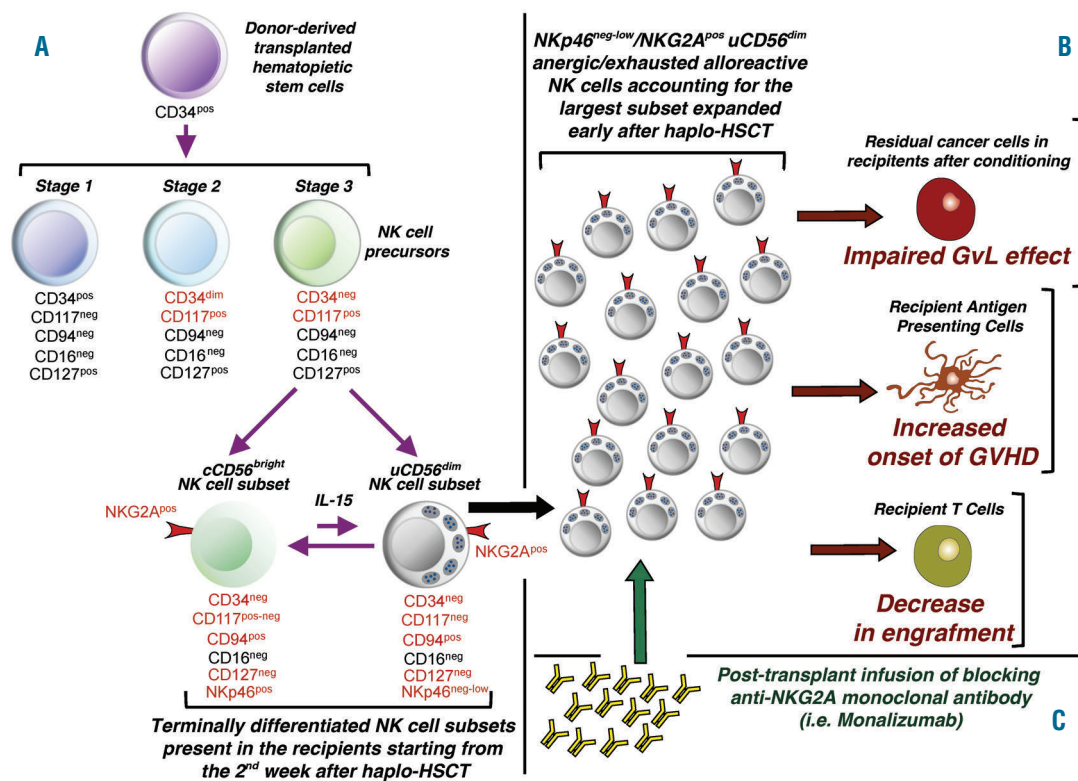 A
Donor-derived
transplanted
hematopietic
stem cells
CD34pos
Stage 1
Stage 2
Stage 3
NK cell
precursors
CD34pos
CD117neg
CD94neg
CD16neg
CD127pos
CD34dim
CD117pos
CD94neg
CD16neg
CD127pos
CD34neg
CD117pos
CD94neg
CD16neg
CD127pos
cCD56bright
NK cell subset
NKG2Apos
IL-15
uCD56dim
NK cell subset
NKG2Apos
CD34neg
CD117pos-neg
CD94pos
CD16neg
CD127neg
NKp46pos
CD34neg
CD117neg
CD94pos
CD16neg
CD127neg
NKp46neg-low
Terminally differentiated NK cell subsets
present in the recipients starting from
the 2nd week after haplo-HSCT
B
NKp46neg-low/NKG2Apos uCD56dim
anergic/exhausted alloreactive
NK cells accounting for the
largest subset expanded
early after haplo-HSCT
Residual cancer cells in
recipitents after conditioning
Impaired GvL effect
Recipient Antigen
Presenting Cells
Increased
onset of GVHD
Recipient T Cells
Decrease
in engrafment
Post-transplant infusion of blocking
anti-NKG2A monoclonal antibody
(i.e. Monalizumab)
C